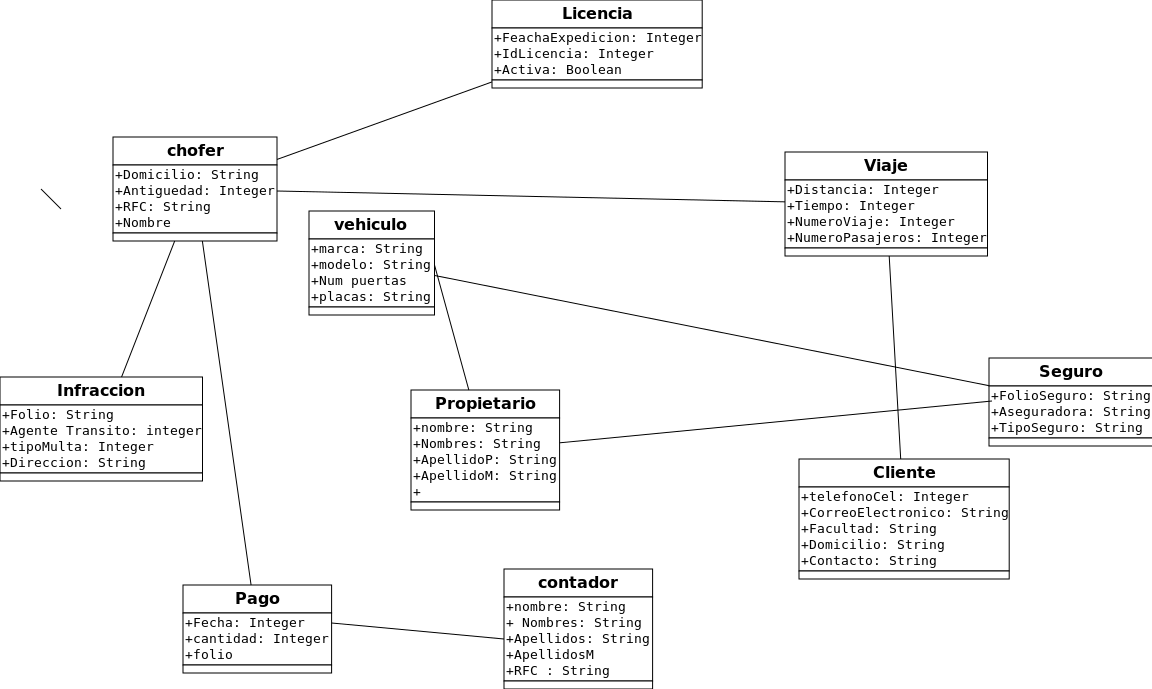 Licencia
+FeachaExpedicion: Integer
+IdLicencia: Integer
+Activa: Boolean
chofer
+Domicilio: String
+Antiguedad: Integer
+RFC: String
+Nombre
Viaje
+Distancia: Integer
+Tiempo: Integer
+NumeroViaje: Integer
+NumeroPasajeros: Integer
vehiculo
+marca: String
+modelo: String
+Num puertas
+placas: String
Seguro
+FolioSeguro: String
+Aseguradora: String
+TipoSeguro: String
Infraccion
+Folio: String
+Agente Transito: integer
+tipoMulta: Integer
+Direccion: String
Propietario
+nombre: String
+Nombres: String
+ApellidoP: String
+ApellidoM: String
+
Cliente
+telefonoCel: Integer
+CorreoElectronico: String
+Facultad: String
+Domicilio: String
+Contacto: String
Pago
+Fecha: Integer
+cantidad: Integer
+folio
contador
+nombre: String
+ Nombres: String
+Apellidos: String
+ApellidosM
+RFC : String